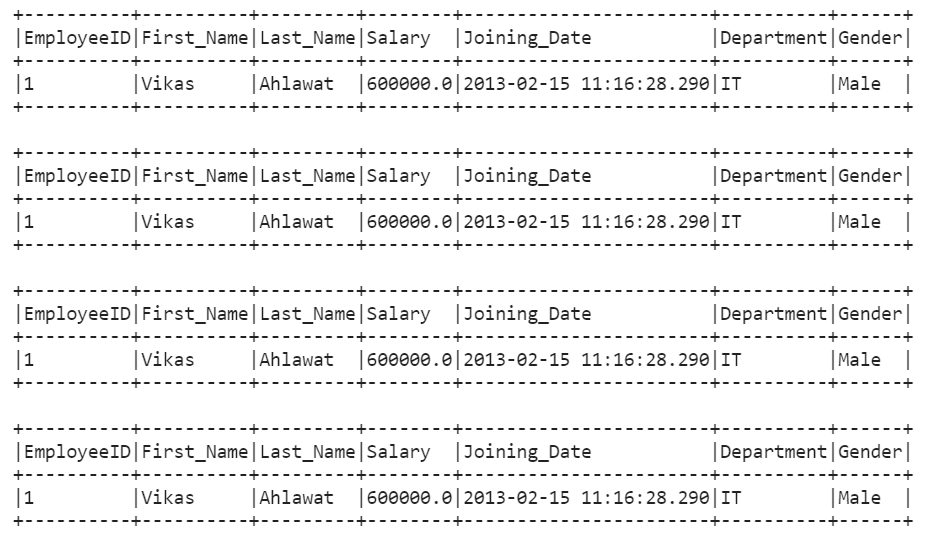 +----------+----------+---------+--------+-----------------------+----------+------+
|EmployeeID|First_Name|Last_Name|Salary  |Joining_Date           |Department|Gender|
+----------+----------+---------+--------+-----------------------+----------+------+
|1         |Vikas     |Ahlawat  |600000.0|2013-02-15 11:16:28.290|IT        |Male  |
+----------+----------+---------+--------+-----------------------+----------+------+

+----------+----------+---------+--------+-----------------------+----------+------+
|EmployeeID|First_Name|Last_Name|Salary  |Joining_Date           |Department|Gender|
+----------+----------+---------+--------+-----------------------+----------+------+
|1         |Vikas     |Ahlawat  |600000.0|2013-02-15 11:16:28.290|IT        |Male  |
+----------+----------+---------+--------+-----------------------+----------+------+

+----------+----------+---------+--------+-----------------------+----------+------+
|EmployeeID|First_Name|Last_Name|Salary  |Joining_Date           |Department|Gender|
+----------+----------+---------+--------+-----------------------+----------+------+
|1         |Vikas     |Ahlawat  |600000.0|2013-02-15 11:16:28.290|IT        |Male  |
+----------+----------+---------+--------+-----------------------+----------+------+

+----------+----------+---------+--------+-----------------------+----------+------+
|EmployeeID|First_Name|Last_Name|Salary  |Joining_Date           |Department|Gender|
+----------+----------+---------+--------+-----------------------+----------+------+
|1         |Vikas     |Ahlawat  |600000.0|2013-02-15 11:16:28.290|IT        |Male  |
+----------+----------+---------+--------+-----------------------+----------+------+